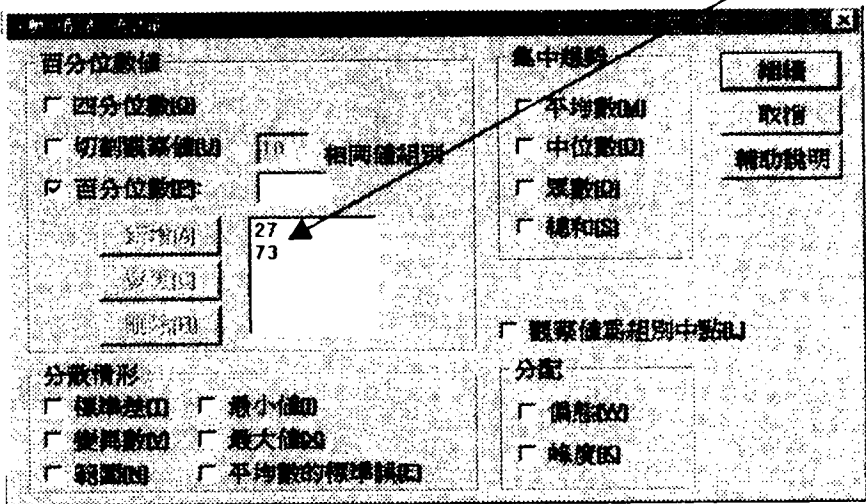 百分位數值
四分位數(Q)
切割觀察值(U) 10 相同值組別
百分位數(P):
27
73
集中趨勢
平均數(M)
中位數(D)
眾數(O)
總和(S)
繼續
取消
輔助說明
觀察值為組別中點(L)
分散情形
標準差(T) 最小值(I)
變異數(V) 最大值(X)
範圍(N) 平均數的標準誤(E)
分配
偏態(W)
峰度(K)